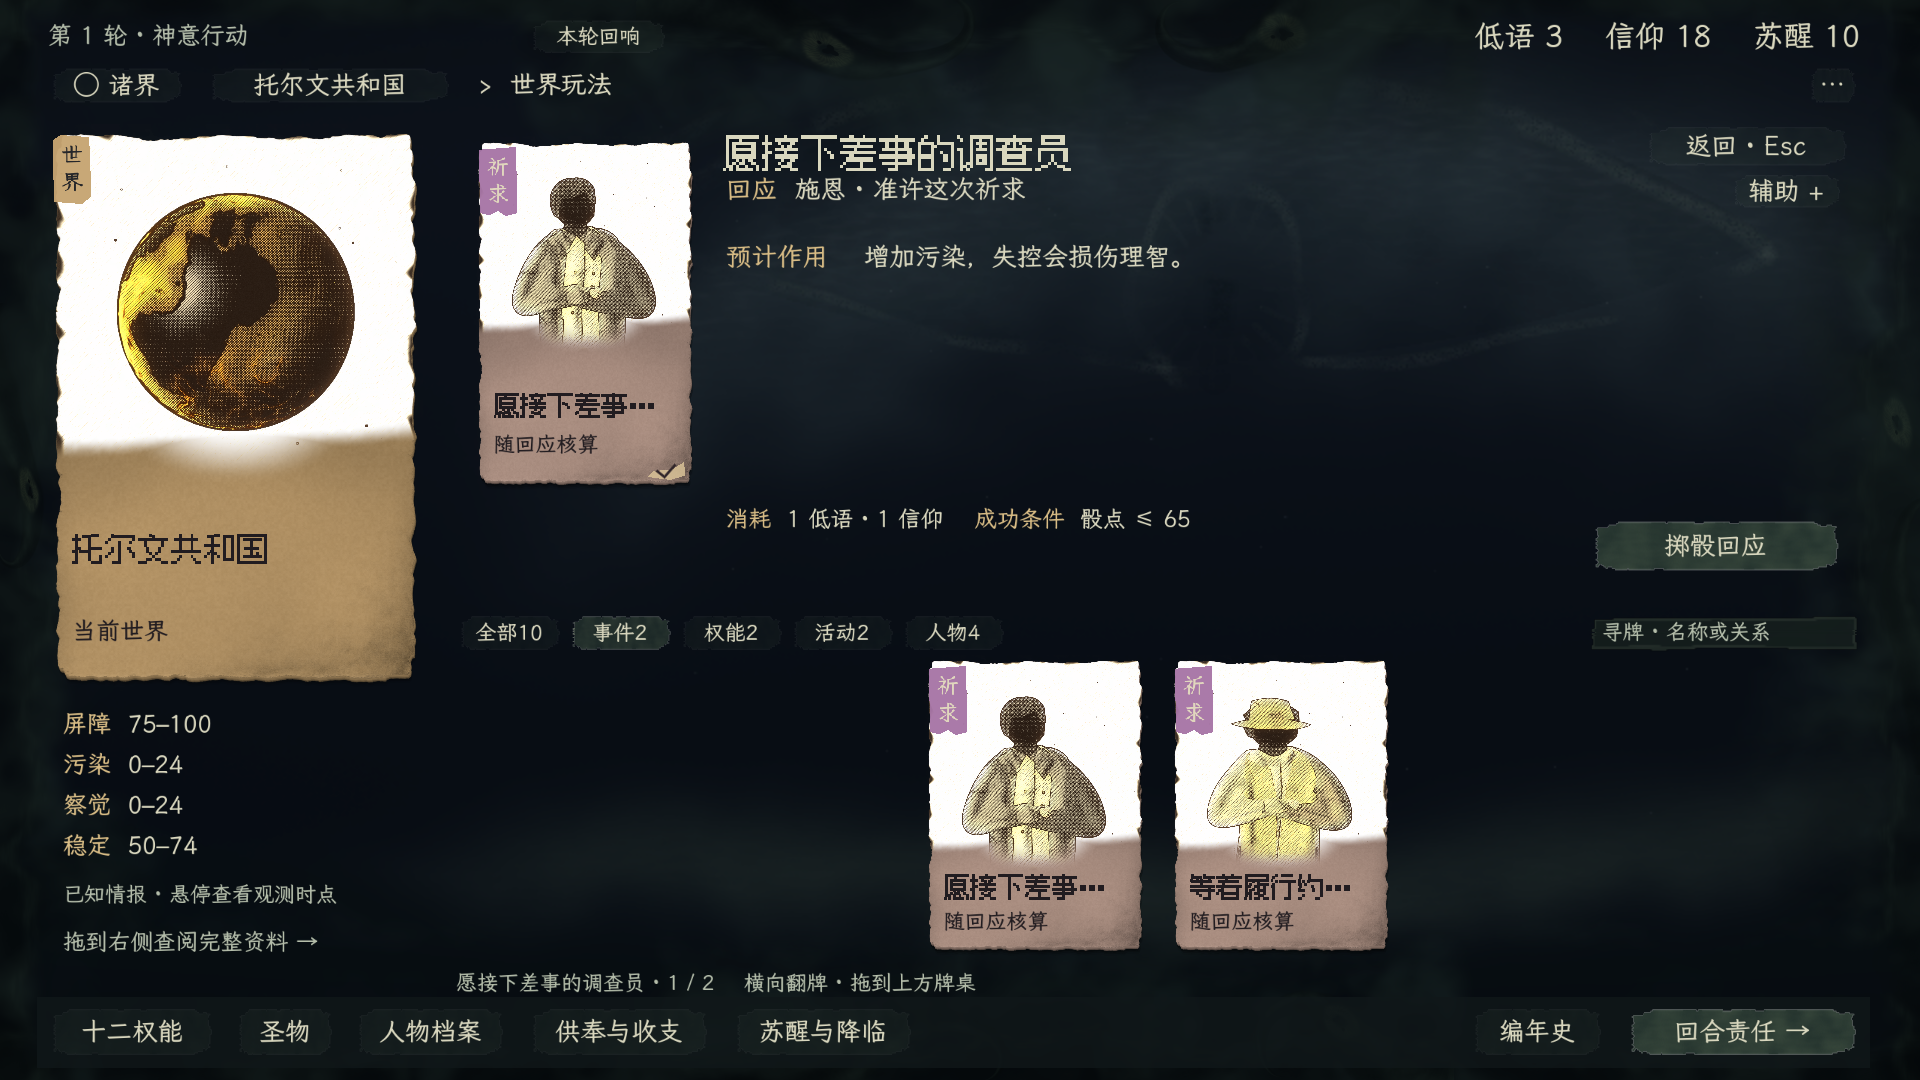 第 1 轮·神意行动
本轮回响
低语 3 信仰 18 苏醒 10
诸界 托尔文共和国 > 世界玩法
…
世界
托尔文共和国
当前世界
屏障 75–100
污染 0–24
察觉 0–24
稳定 50–74
已知情报·悬停查看观测时点
拖到右侧查阅完整资料 →
祈求
愿接下差事…
随回应核算
愿接下差事的调查员
回应 施恩·准许这次祈求
预计作用 增加污染，失控会损伤理智。
消耗 1 低语·1 信仰 成功条件 骰点 ≤ 65
返回·Esc
辅助 +
掷骰回应
全部10 事件2 权能2 活动2 人物4
寻牌·名称或关系
祈求
愿接下差事…
随回应核算
祈求
等着履行约…
随回应核算
愿接下差事的调查员·1 / 2 横向翻牌·拖到上方牌桌
十二权能 圣物 人物档案 供奉与收支 苏醒与降临 编年史 回合责任 →